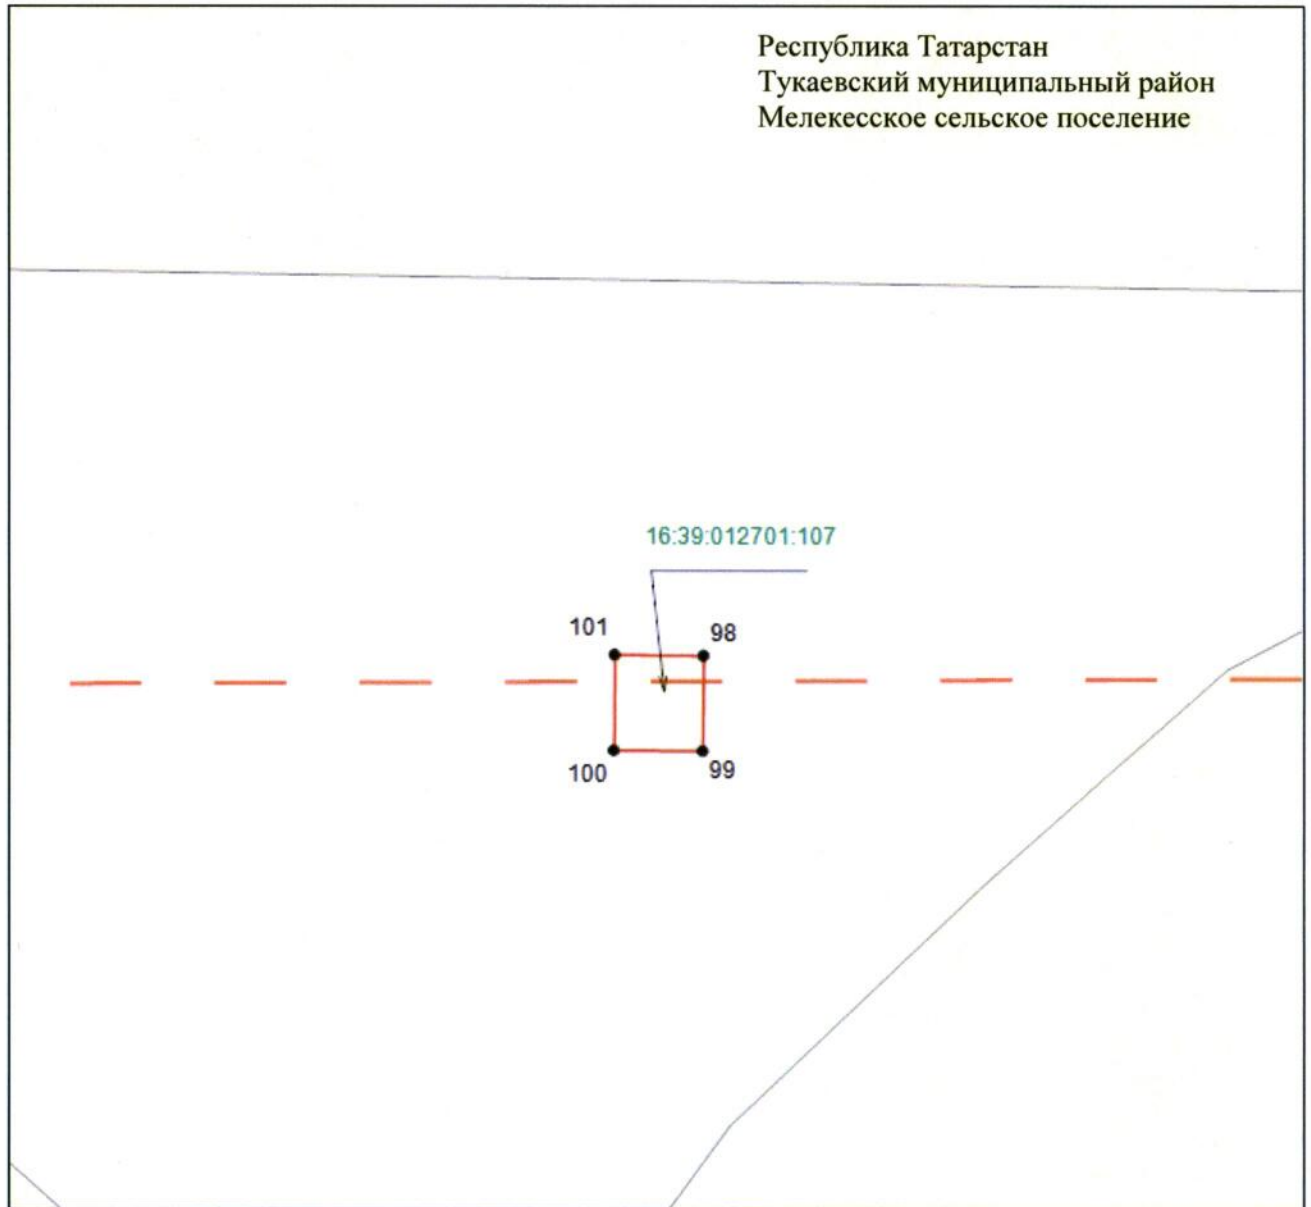 Республика Татарстан
Тукаевский муниципальный район
Мелекесское сельское поселение
16:39:012701:107
101
98
100
99